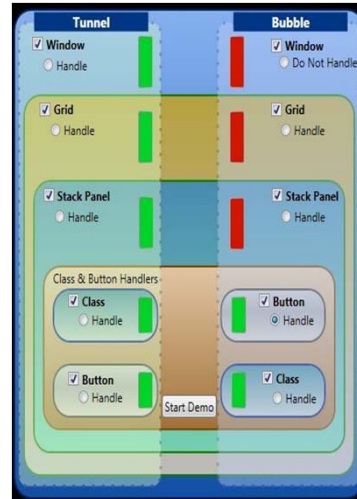 Tunnel Bubble
Window Window
Handle Do Not Handle
Grid Grid
Handle Handle
Stack Panel Stack Panel
Handle Handle
Class & Button Handlers
Class Button
Handle Handle
Button Class
Handle Start Demo Handle